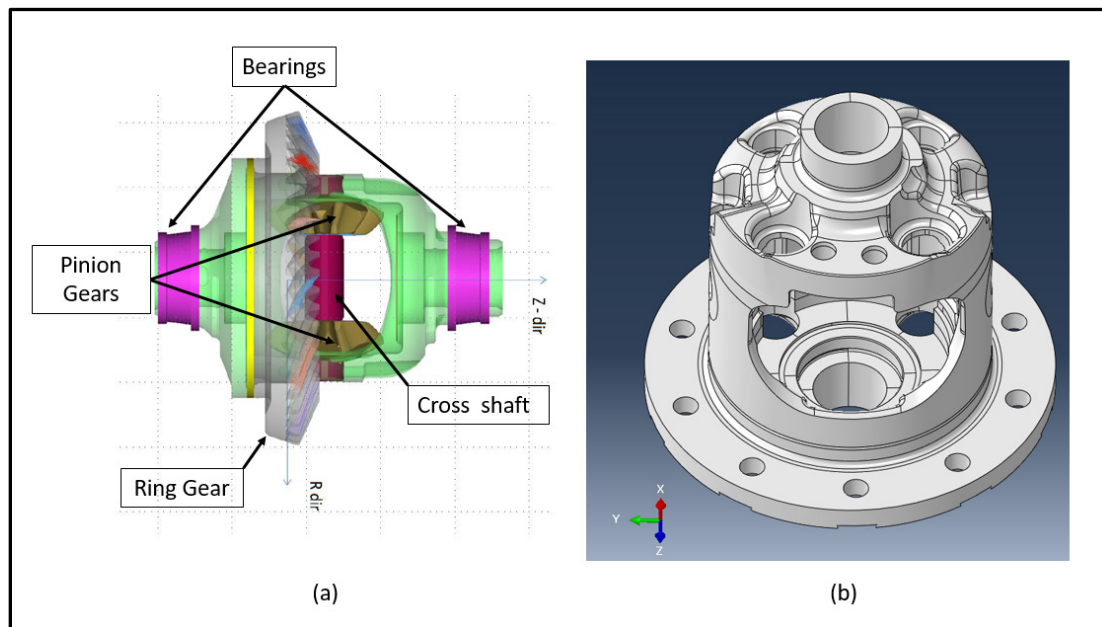 Bearings
Pinion
Gears
Z- dir
Cross shaft
Ring Gear
R dir
X
Y
Z
(a)
(b)